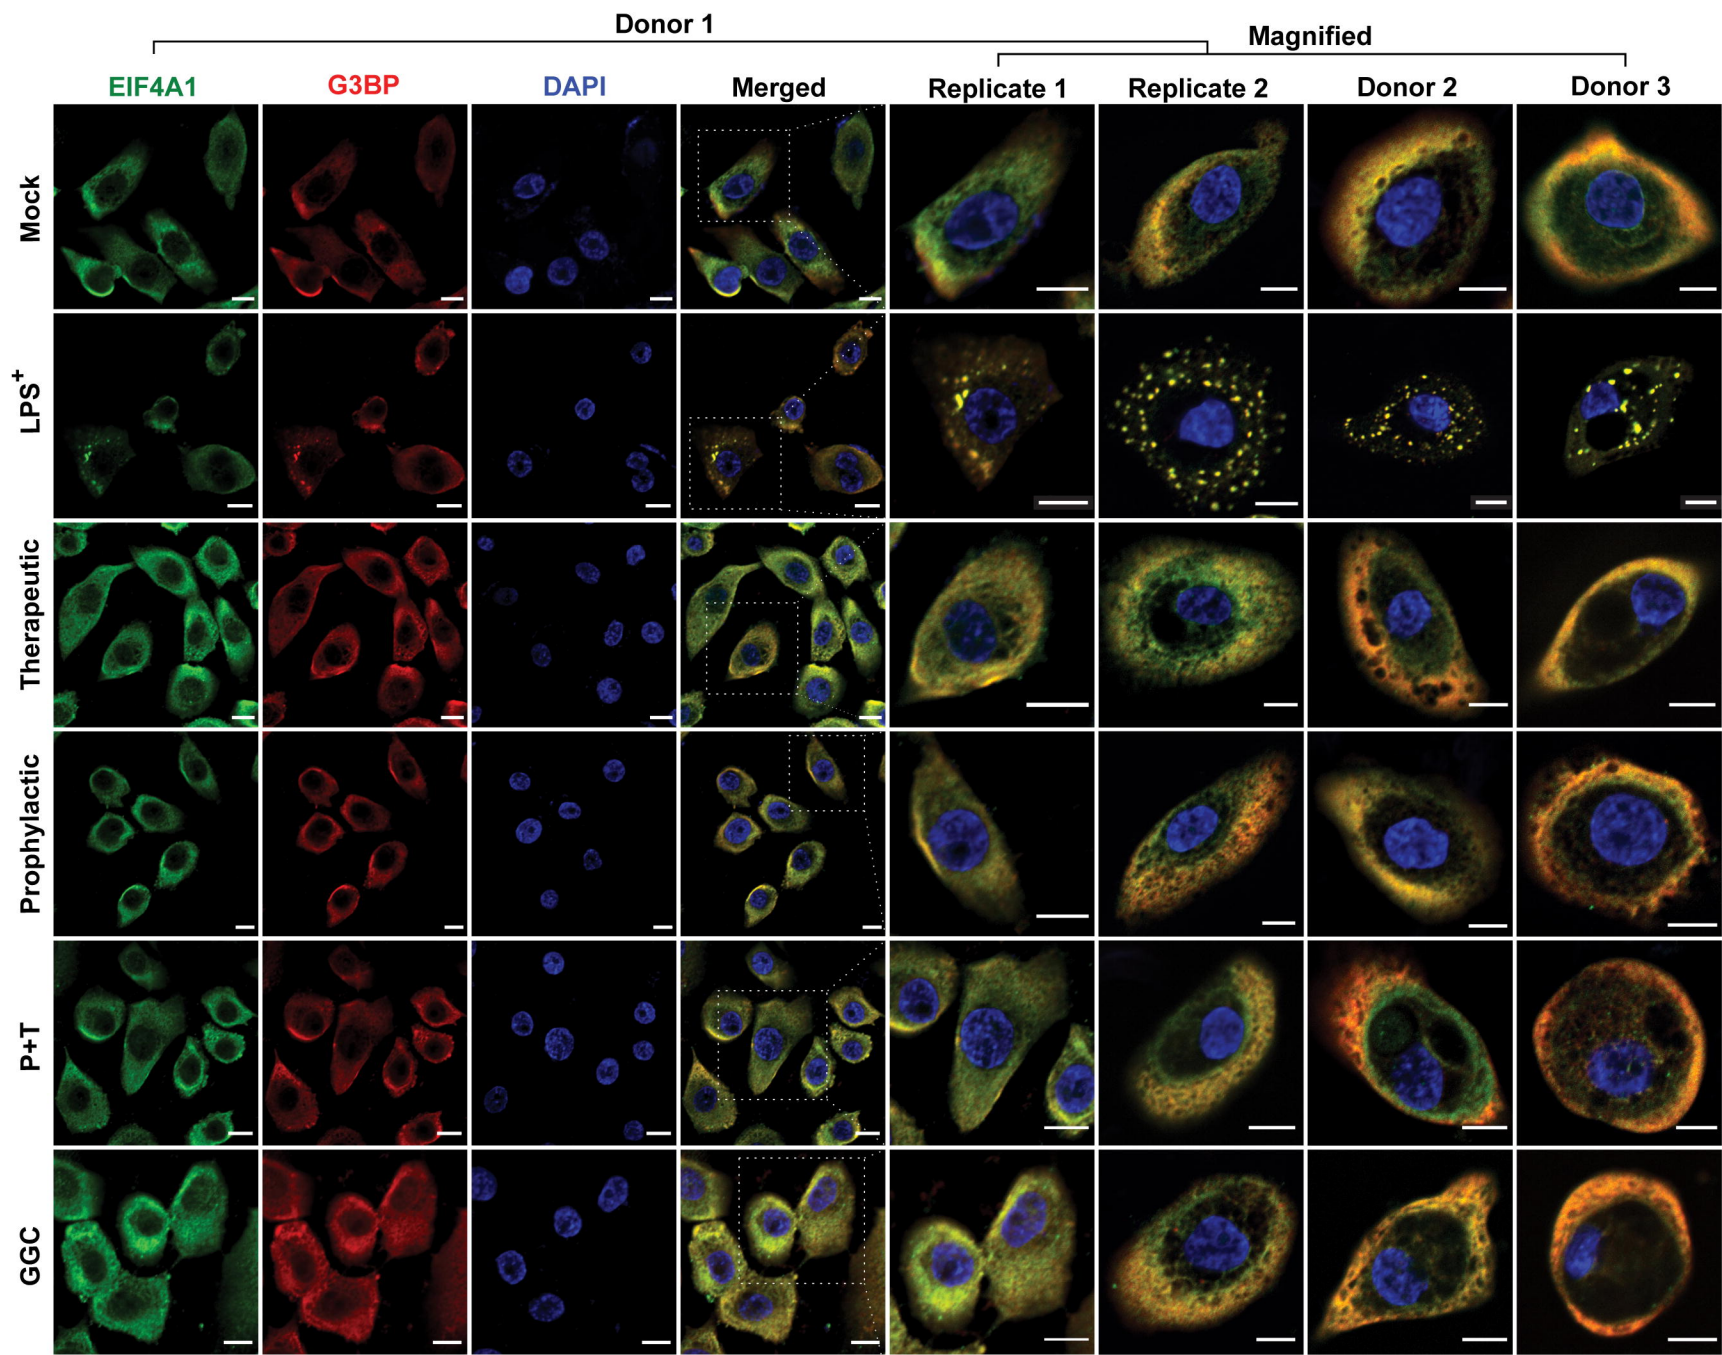 Donor 1
Magnified
EIF4A1 G3BP DAPI Merged Replicate 1 Replicate 2 Donor 2 Donor 3
Mock
LPS+
Therapeutic
Prophylactic
P+T
GGC